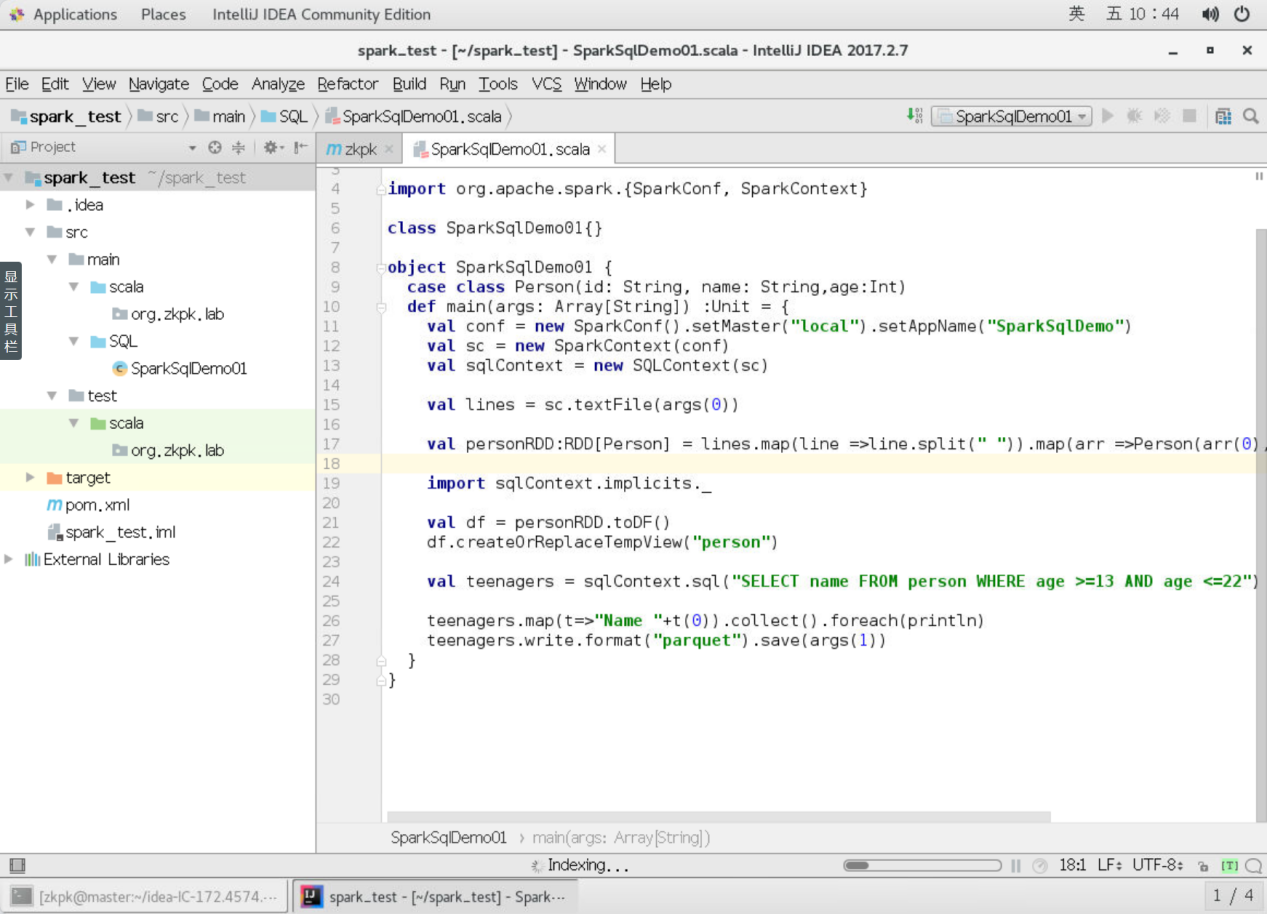 Applications Places IntelliJ IDEA Community Edition 英 五 10：44
spark_test - [~/spark_test] - SparkSqlDemo01.scala - IntelliJ IDEA 2017.2.7
File Edit View Navigate Code Analyze Refactor Build Run Tools VCS Window Help
spark_test src main SQL SparkSqlDemo01.scala SparkSqlDemo01
Project
m zkpk
SparkSqlDemo01.scala
spark_test ~/spark_test
.idea
src
main
scala
org.zkpk.lab
SQL
SparkSqlDemo01
test
scala
org.zkpk.lab
target
m pom.xml
spark_test.iml
External Libraries
显示工具栏
3
4 import org.apache.spark.{SparkConf, SparkContext}
5
6 class SparkSqlDemo01{}
7
8 object SparkSqlDemo01 {
9 case class Person(id: String, name: String,age:Int)
10 def main(args: Array[String]) :Unit = {
11 val conf = new SparkConf().setMaster("local").setAppName("SparkSqlDemo")
12 val sc = new SparkContext(conf)
13 val sqlContext = new SQLContext(sc)
14
15 val lines = sc.textFile(args(0))
16
17 val personRDD:RDD[Person] = lines.map(line =>line.split(" ")).map(arr =>Person(arr(0),
18
19 import sqlContext.implicits._
20
21 val df = personRDD.toDF()
22 df.createOrReplaceTempView("person")
23
24 val teenagers = sqlContext.sql("SELECT name FROM person WHERE age >=13 AND age <=22")
25
26 teenagers.map(t=>"Name "+t(0)).collect().foreach(println)
27 teenagers.write.format("parquet").save(args(1))
28 }
29 }
30
SparkSqlDemo01 › main(args: Array[String])
Indexing... 18:1 LF UTF-8 [T]
[zkpk@master:~/idea-IC-172.4574.··· spark_test - [~/spark_test] - Spark··· 1 / 4